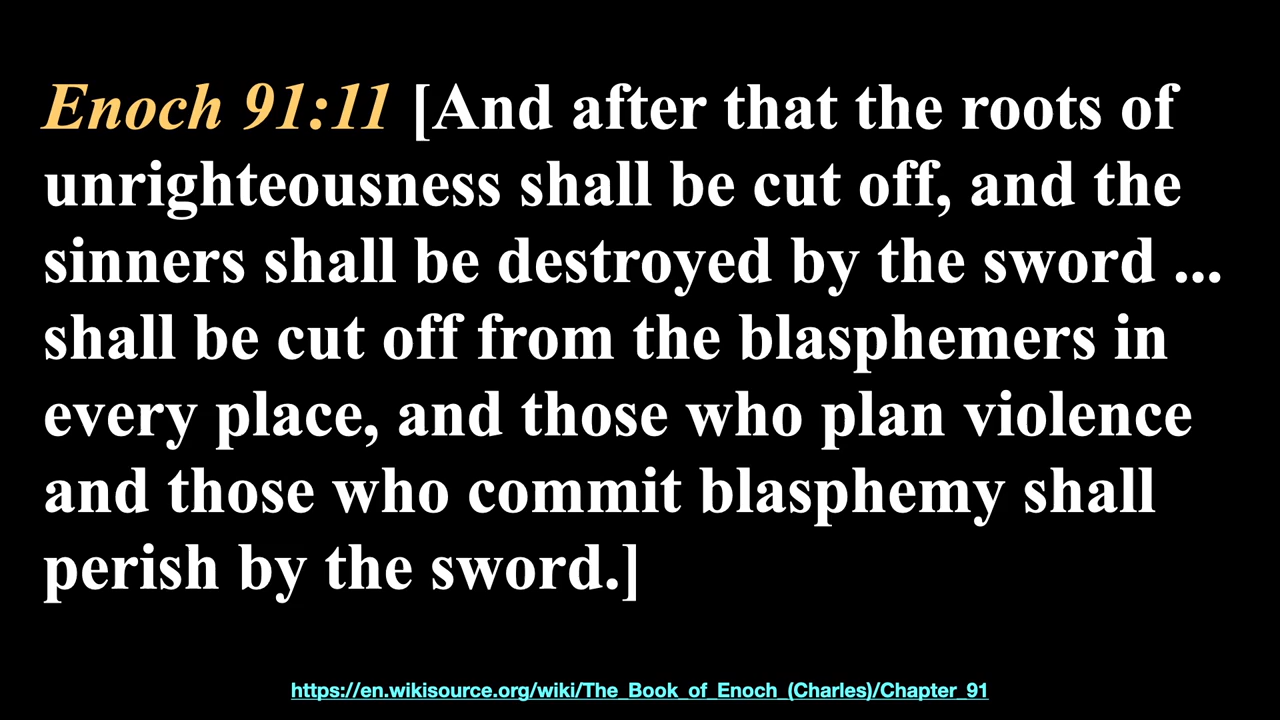 Enoch 91:11 [And after that the roots of
unrighteousness shall be cut off, and the
sinners shall be destroyed by the sword ...
shall be cut off from the blasphemers in
every place, and those who plan violence
and those who commit blasphemy shall
perish by the sword.]
https://en.wikisource.org/wiki/The_Book_of_Enoch_(Charles)/Chapter_91